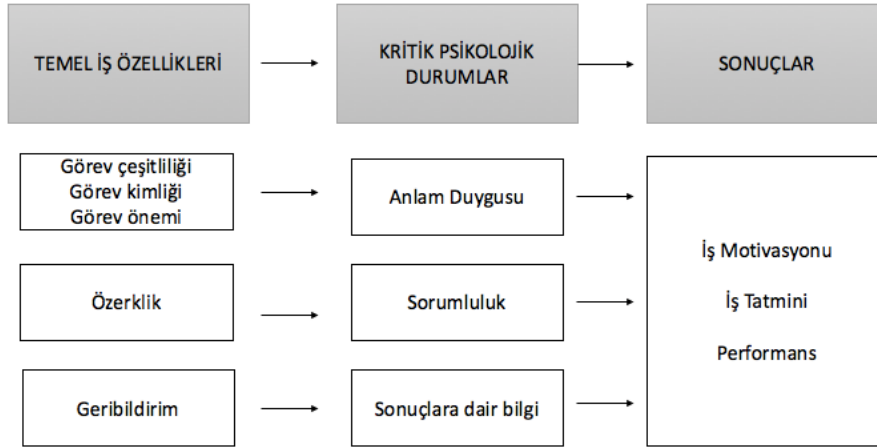 TEMEL İŞ ÖZELLİKLERİ
KRİTİK PSİKOLOJİK
DURUMLAR
SONUÇLAR
Görev çeşitliliği
Görev kimliği
Görev önemi
Anlam Duygusu
Özerklik
Sorumluluk
Geribildirim
Sonuçlara dair bilgi
İş Motivasyonu
İş Tatmini
Performans